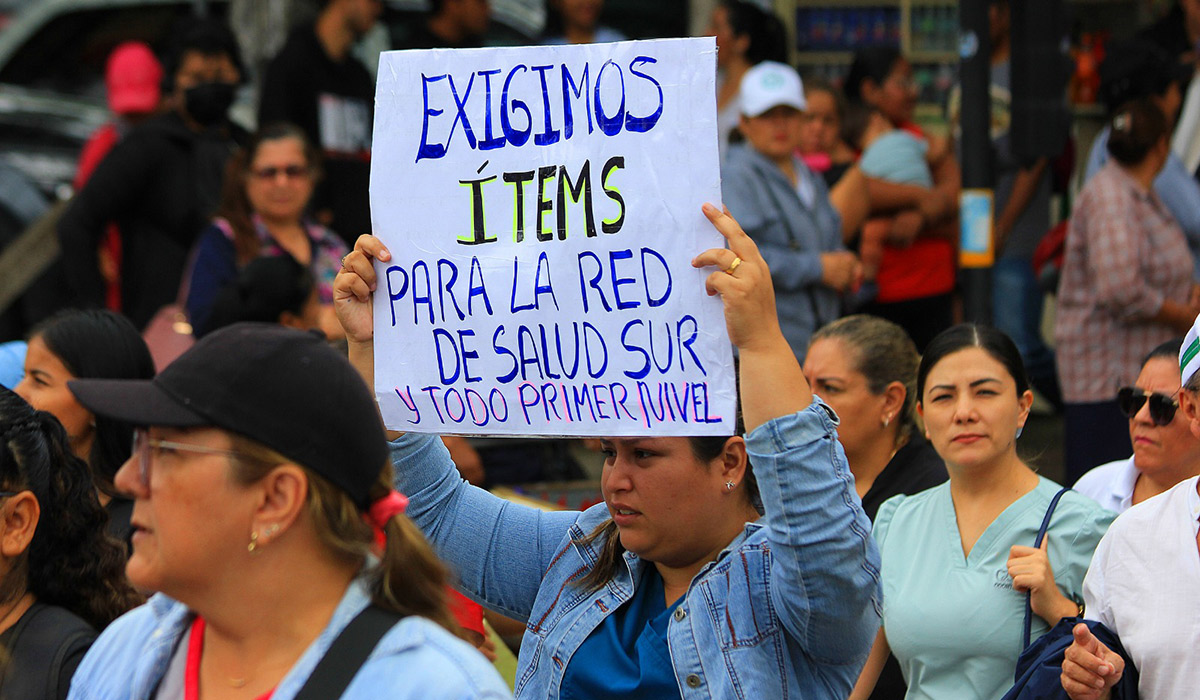 EXIGIMOS
ÍTEMS
PARA LA RED
DE SALUD SUR
Y TODO PRIMER NIVEL